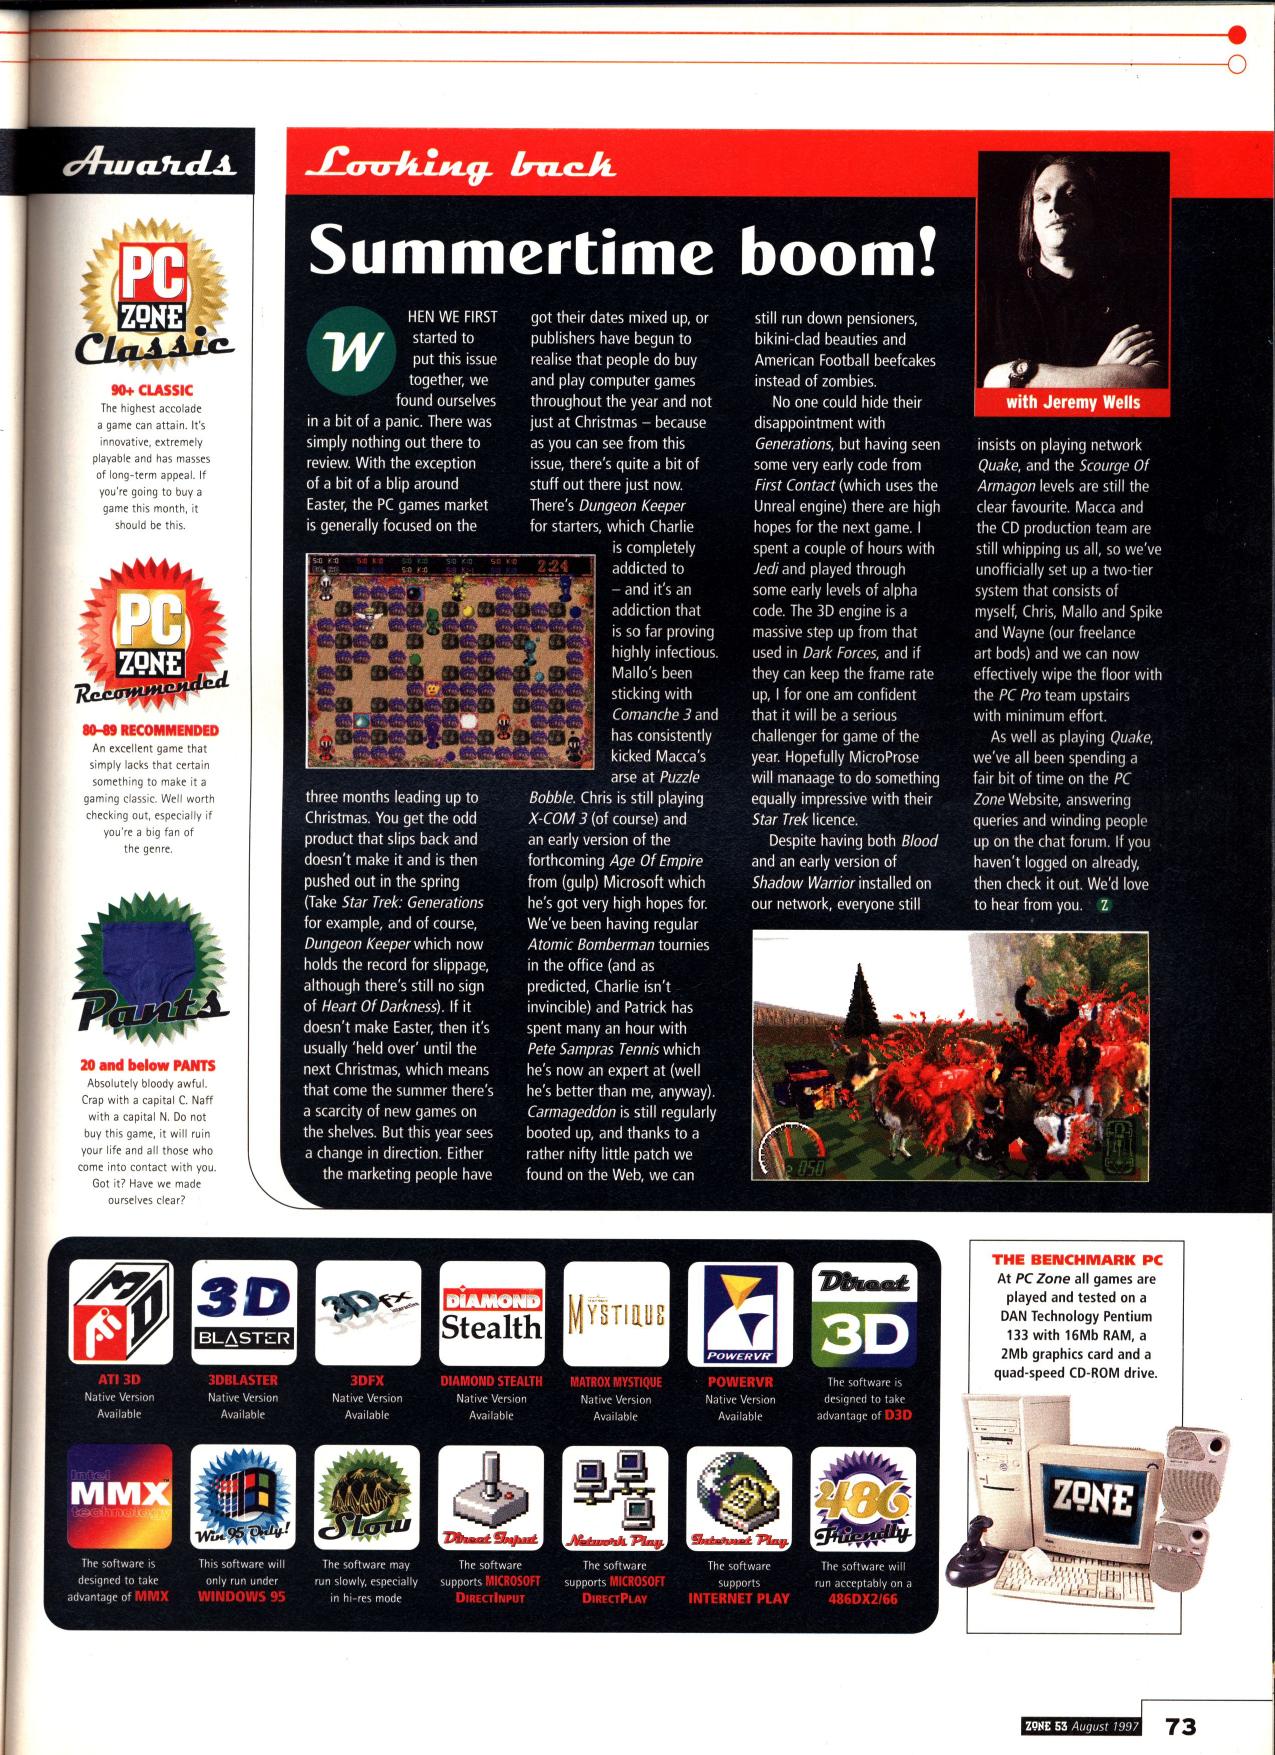 Awards
PC
ZONE
Classic
90+ CLASSIC
The highest accolade
a game can attain. It's
innovative, extremely
playable and has masses
of long-term appeal. If
you're going to buy a
game this month, it
should be this.
PC
ZONE
Recommended
80–89 RECOMMENDED
An excellent game that
simply lacks that certain
something to make it a
gaming classic. Well worth
checking out, especially if
you're a big fan of
the genre.
Pants
20 and below PANTS
Absolutely bloody awful.
Crap with a capital C. Naff
with a capital N. Do not
buy this game, it will ruin
your life and all those who
come into contact with you.
Got it? Have we made
ourselves clear?
Looking back
Summertime boom!
with Jeremy Wells
WHEN WE FIRST
started to
put this issue
together, we
found ourselves
in a bit of a panic. There was
simply nothing out there to
review. With the exception
of a bit of a blip around
Easter, the PC games market
is generally focused on the
2:24
three months leading up to
Christmas. You get the odd
product that slips back and
doesn't make it and is then
pushed out in the spring
(Take Star Trek: Generations
for example, and of course,
Dungeon Keeper which now
holds the record for slippage,
although there's still no sign
of Heart Of Darkness). If it
doesn't make Easter, then it's
usually 'held over' until the
next Christmas, which means
that come the summer there's
a scarcity of new games on
the shelves. But this year sees
a change in direction. Either
the marketing people have
got their dates mixed up, or
publishers have begun to
realise that people do buy
and play computer games
throughout the year and not
just at Christmas – because
as you can see from this
issue, there's quite a bit of
stuff out there just now.
There's Dungeon Keeper
for starters, which Charlie
is completely
addicted to
– and it's an
addiction that
is so far proving
highly infectious.
Mallo's been
sticking with
Comanche 3 and
has consistently
kicked Macca's
arse at Puzzle
Bobble. Chris is still playing
X-COM 3 (of course) and
an early version of the
forthcoming Age Of Empire
from (gulp) Microsoft which
he's got very high hopes for.
We've been having regular
Atomic Bomberman tournies
in the office (and as
predicted, Charlie isn't
invincible) and Patrick has
spent many an hour with
Pete Sampras Tennis which
he's now an expert at (well
he's better than me, anyway).
Carmageddon is still regularly
booted up, and thanks to a
rather nifty little patch we
found on the Web, we can
still run down pensioners,
bikini-clad beauties and
American Football beefcakes
instead of zombies.
No one could hide their
disappointment with
Generations, but having seen
some very early code from
First Contact (which uses the
Unreal engine) there are high
hopes for the next game. I
spent a couple of hours with
Jedi and played through
some early levels of alpha
code. The 3D engine is a
massive step up from that
used in Dark Forces, and if
they can keep the frame rate
up, I for one am confident
that it will be a serious
challenger for game of the
year. Hopefully MicroProse
will manaage to do something
equally impressive with their
Star Trek licence.
Despite having both Blood
and an early version of
Shadow Warrior installed on
our network, everyone still
insists on playing network
Quake, and the Scourge Of
Armagon levels are still the
clear favourite. Macca and
the CD production team are
still whipping us all, so we've
unofficially set up a two-tier
system that consists of
myself, Chris, Mallo and Spike
and Wayne (our freelance
art bods) and we can now
effectively wipe the floor with
the PC Pro team upstairs
with minimum effort.
As well as playing Quake,
we've all been spending a
fair bit of time on the PC
Zone Website, answering
queries and winding people
up on the chat forum. If you
haven't logged on already,
then check it out. We'd love
to hear from you. Z
050
ATI 3D
3D
BLASTER
3Dfx
interactive
DIAMOND
Stealth
MYSTIQUE
POWERVR
Direct
3D
ATI 3D
Native Version
Available
3DBLASTER
Native Version
Available
3DFX
Native Version
Available
DIAMOND STEALTH
Native Version
Available
MATROX MYSTIQUE
Native Version
Available
POWERVR
Native Version
Available
The software is
designed to take
advantage of D3D
Intel
MMX
technology
Win 95 Only!
Slow
Direct Input
Network Play
Internet Play
486
Friendly
The software is
designed to take
advantage of MMX
This software will
only run under
WINDOWS 95
The software may
run slowly, especially
in hi-res mode
The software
supports MICROSOFT
DIRECTINPUT
The software
supports MICROSOFT
DIRECTPLAY
The software
supports
INTERNET PLAY
The software will
run acceptably on a
486DX2/66
THE BENCHMARK PC
At PC Zone all games are
played and tested on a
DAN Technology Pentium
133 with 16Mb RAM, a
2Mb graphics card and a
quad-speed CD-ROM drive.
ZONE
ZONE 53 August 1997 73